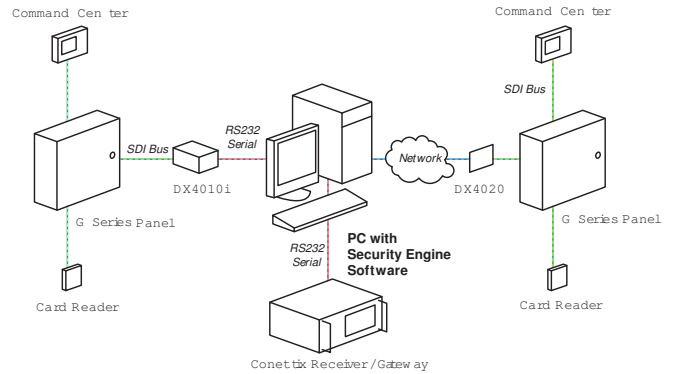 Command Center
Command Center
SDI Bus
RS232
Serial
SDI Bus
Network
DX4010i
DX4020
G Series Panel
G Series Panel
RS232
Serial
PC with
Security Engine
Software
Card Reader
Card Reader
Conettix Receiver/Gateway